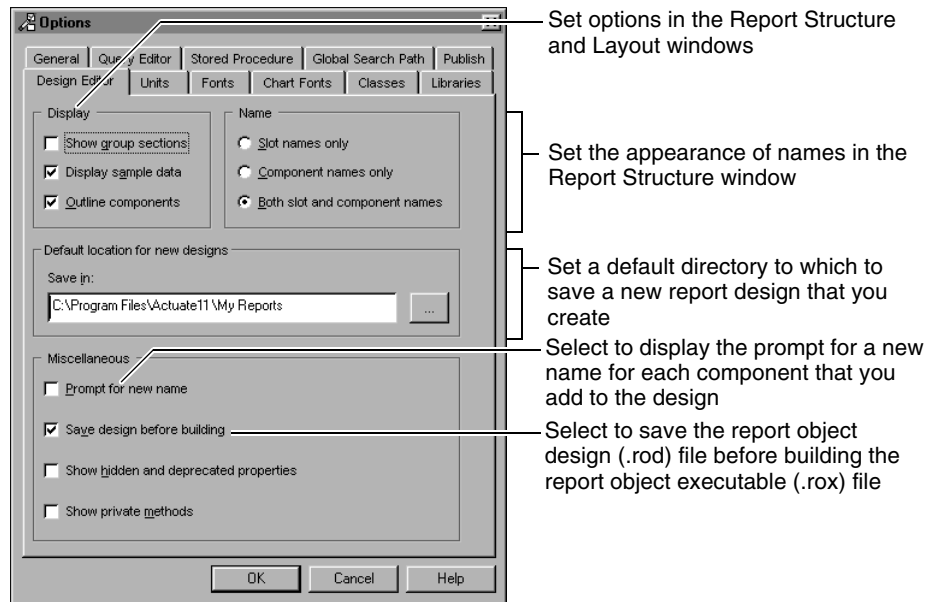 Options
General Query Editor Stored Procedure Global Search Path Publish
Design Editor Units Fonts Chart Fonts Classes Libraries
Display
Show group sections
Display sample data
Outline components
Name
Slot names only
Component names only
Both slot and component names
Default location for new designs
Save in:
C:\Program Files\Actuate11\My Reports
...
Miscellaneous
Prompt for new name
Save design before building
Show hidden and deprecated properties
Show private methods
OK Cancel Help
Set options in the Report Structure
and Layout windows
Set the appearance of names in the
Report Structure window
Set a default directory to which to
save a new report design that you
create
Select to display the prompt for a new
name for each component that you
add to the design
Select to save the report object
design (.rod) file before building the
report object executable (.rox) file